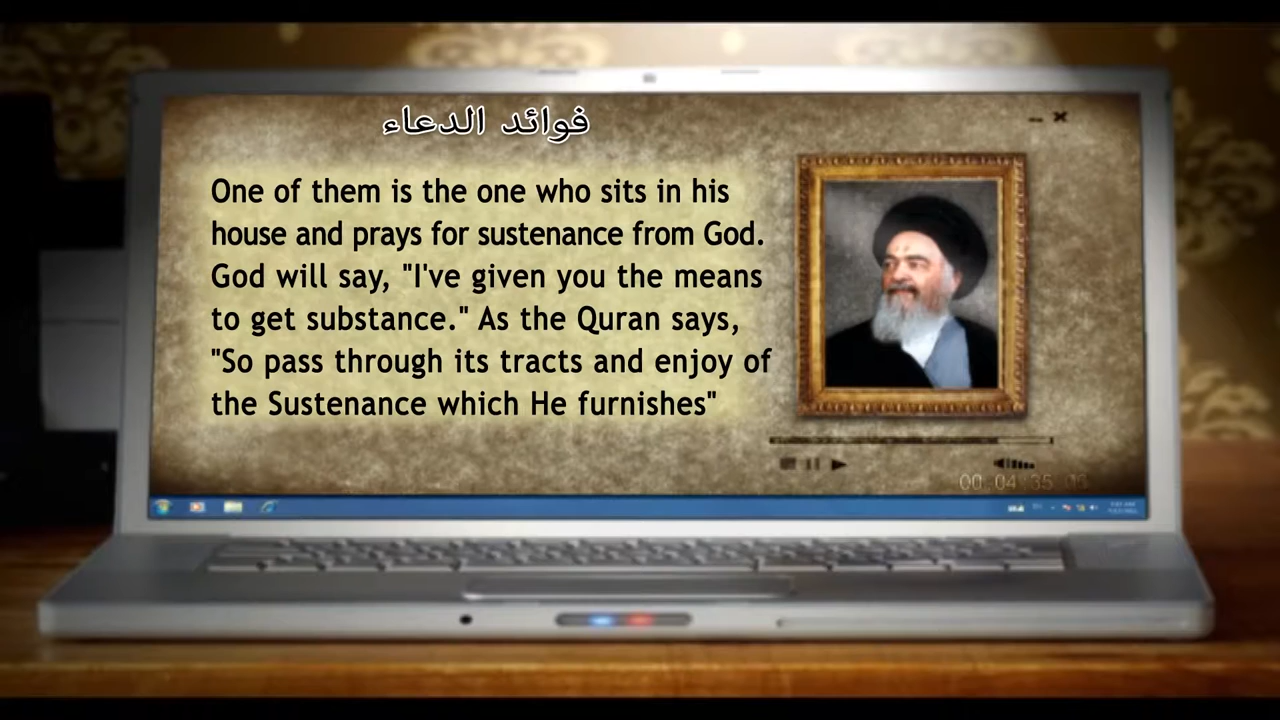 فوائد الدعاء
One of them is the one who sits in his
house and prays for sustenance from God.
God will say, "I've given you the means
to get substance." As the Quran says,
"So pass through its tracts and enjoy of
the Sustenance which He furnishes"
00:04:35